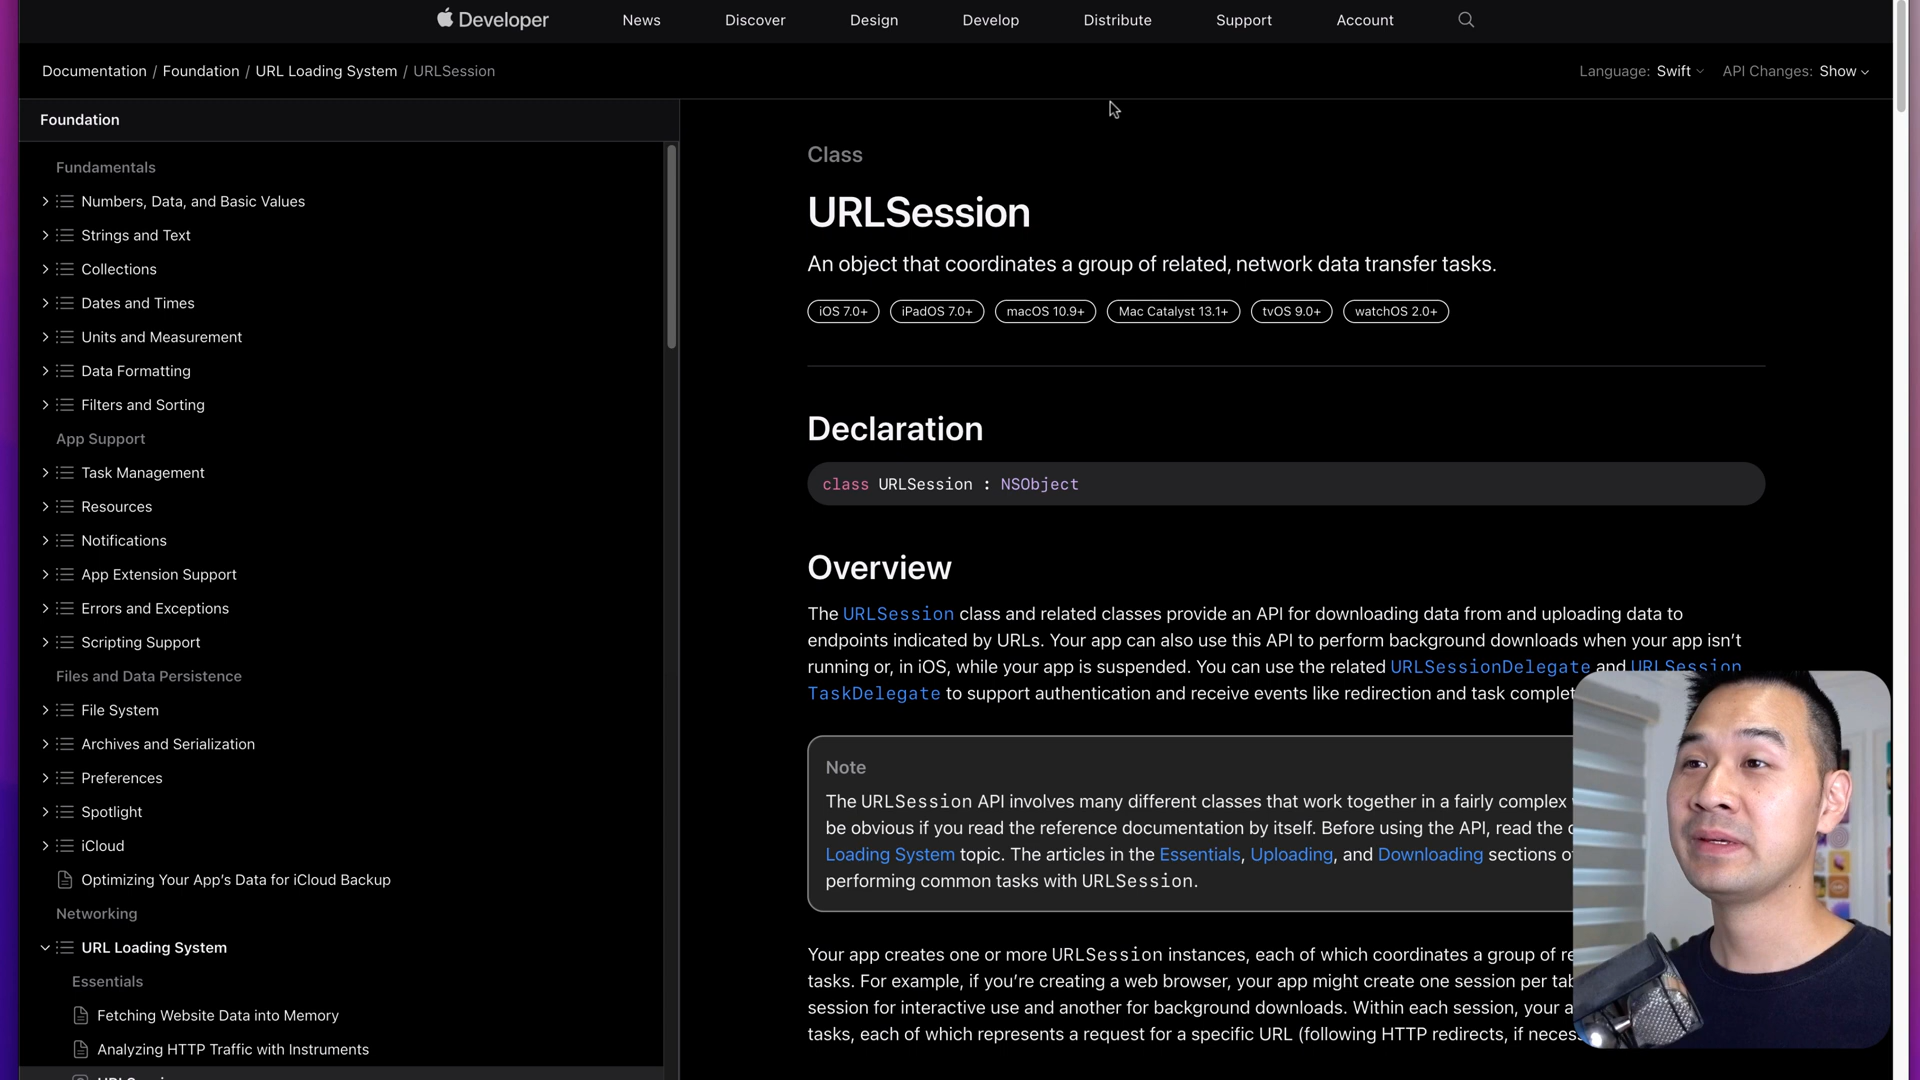 Developer
News
Discover
Design
Develop
Distribute
Support
Account
Documentation / Foundation / URL Loading System / URLSession
Language: Swift
API Changes: Show
Foundation
Fundamentals
Numbers, Data, and Basic Values
Strings and Text
Collections
Dates and Times
Units and Measurement
Data Formatting
Filters and Sorting
App Support
Task Management
Resources
Notifications
App Extension Support
Errors and Exceptions
Scripting Support
Files and Data Persistence
File System
Archives and Serialization
Preferences
Spotlight
iCloud
Optimizing Your App’s Data for iCloud Backup
Networking
URL Loading System
Essentials
Fetching Website Data into Memory
Analyzing HTTP Traffic with Instruments
Class
URLSession
An object that coordinates a group of related, network data transfer tasks.
iOS 7.0+
iPadOS 7.0+
macOS 10.9+
Mac Catalyst 13.1+
tvOS 9.0+
watchOS 2.0+
Declaration
class URLSession : NSObject
Overview
The URLSession class and related classes provide an API for downloading data from and uploading data to
endpoints indicated by URLs. Your app can also use this API to perform background downloads when your app isn’t
running or, in iOS, while your app is suspended. You can use the related URLSessionDelegate and URLSession
TaskDelegate to support authentication and receive events like redirection and task
Note
The URLSession API involves many different classes that work together in a fairly complex
be obvious if you read the reference documentation by itself. Before using the API, read the
Loading System topic. The articles in the Essentials, Uploading, and Downloading sections
performing common tasks with URLSession.
Your app creates one or more URLSession instances, each of which coordinates a group of
tasks. For example, if you’re creating a web browser, your app might create one session per
session for interactive use and another for background downloads. Within each session, your
tasks, each of which represents a request for a specific URL (following HTTP redirects, if